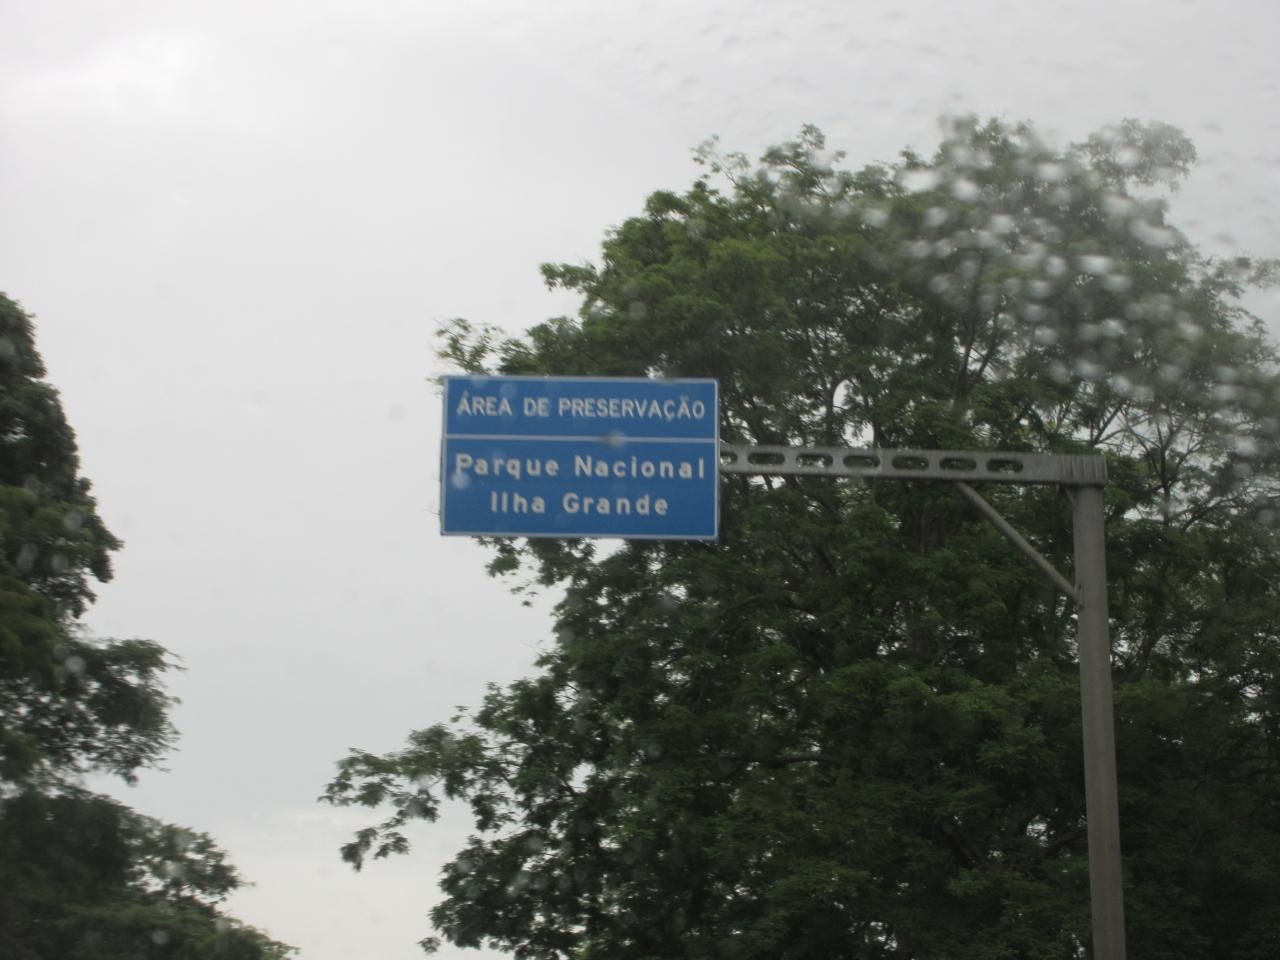 ÁREA DE PRESERVAÇÃO
Parque Nacional
Ilha Grande